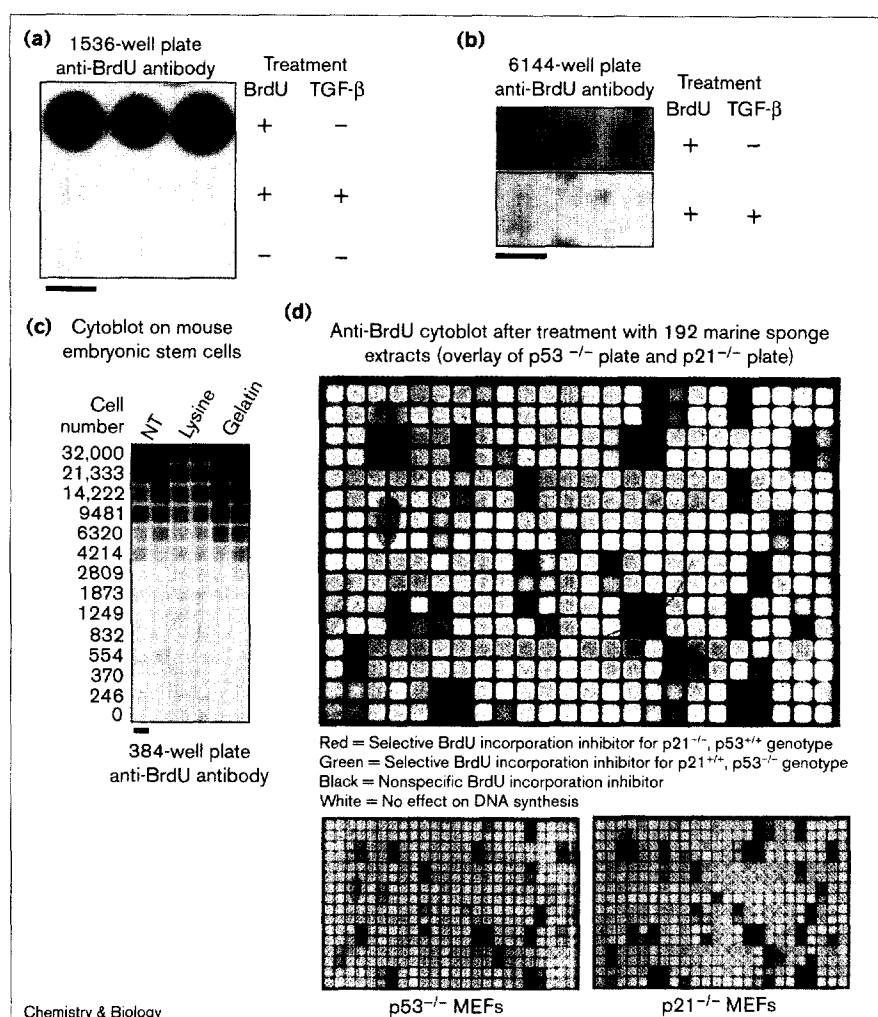 (a)
1536-well plate
anti-BrdU antibody
Treatment
BrdU TGF-β
+ −
+ +
− −
(b)
6144-well plate
anti-BrdU antibody
Treatment
BrdU TGF-β
+ −
+ +
(c)
Cytoblot on mouse
embryonic stem cells
Cell
number
NT Lysine Gelatin
32,000
21,333
14,222
9481
6320
4214
2809
1873
1249
832
554
370
246
0
384-well plate
anti-BrdU antibody
(d)
Anti-BrdU cytoblot after treatment with 192 marine sponge
extracts (overlay of p53 −/− plate and p21−/− plate)
Red = Selective BrdU incorporation inhibitor for p21−/−, p53+/+ genotype
Green = Selective BrdU incorporation inhibitor for p21+/+, p53−/− genotype
Black = Nonspecific BrdU incorporation inhibitor
White = No effect on DNA synthesis
p53−/− MEFs
p21−/− MEFs
Chemistry & Biology